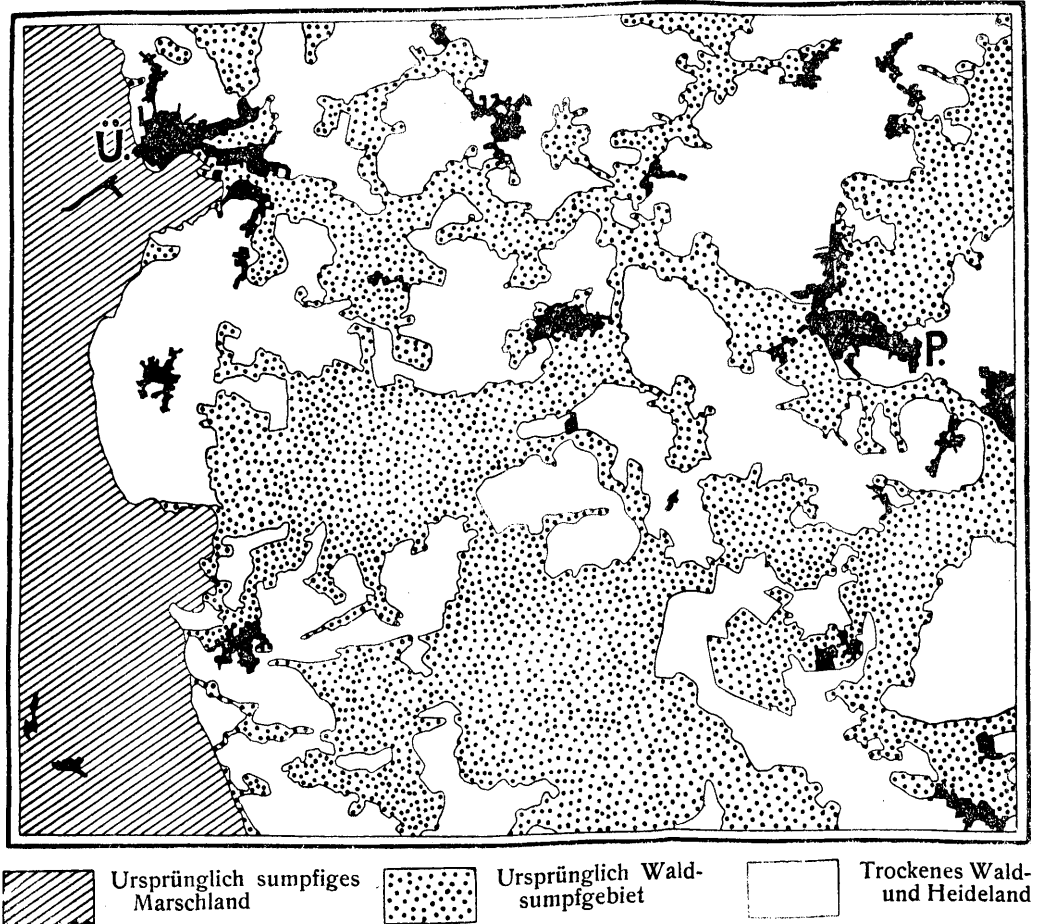 Ü.
P.
Ursprünglich sumpfiges
Marschland
Ursprünglich Wald-
sumpfgebiet
Trockenes Wald-
und Heideland